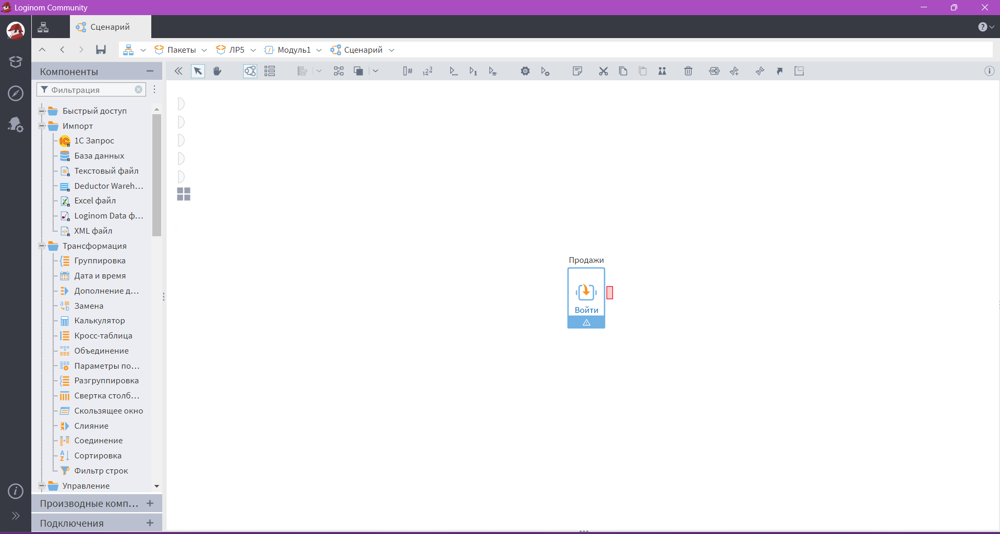 Loginom Community
Сценарий
Пакеты
ЛР5
Модуль1
Сценарий
Компоненты
Фильтрация
Быстрый доступ
Импорт
1С Запрос
База данных
Текстовый файл
Deductor Wareh...
Excel файл
Loginom Data ф...
XML файл
Трансформация
Группировка
Дата и время
Дополнение д...
Замена
Калькулятор
Кросс-таблица
Объединение
Параметры по...
Разгруппировка
Свертка столб...
Скользящее окно
Слияние
Соединение
Сортировка
Фильтр строк
Управление
Производные комп...
Подключения
Продажи
Войти